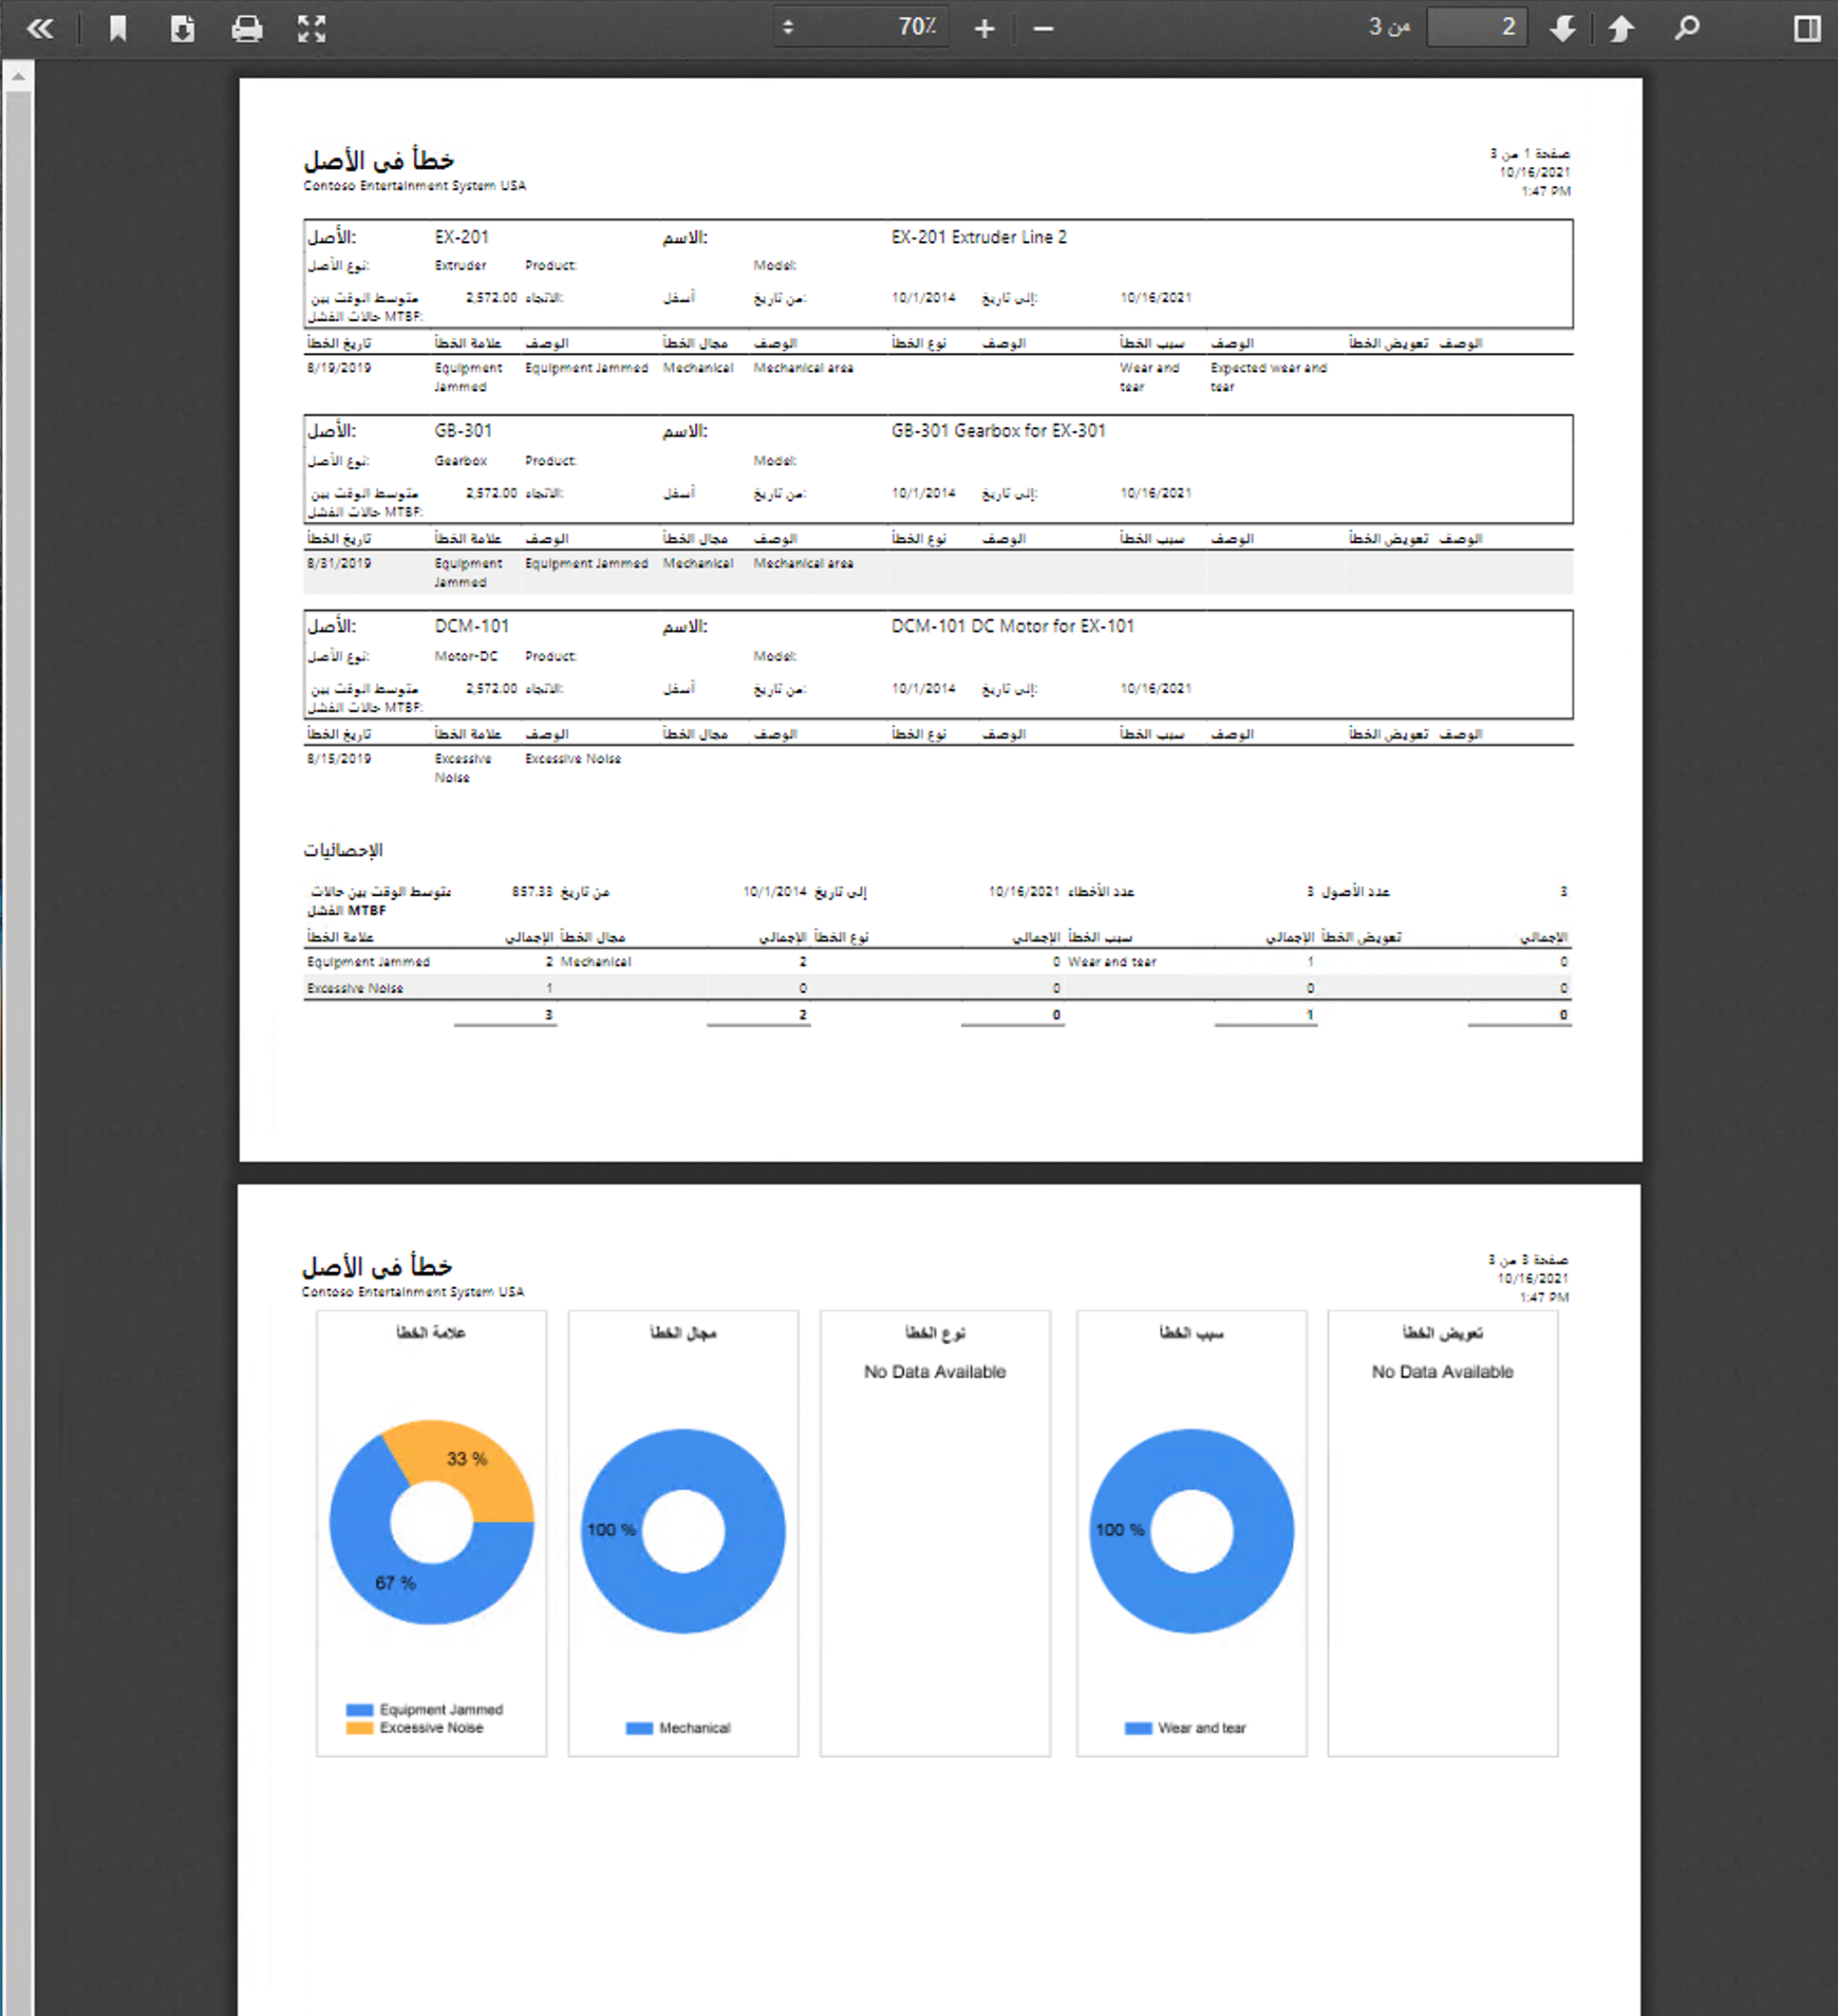 70%
من 3
2
خطأ في الأصل
Contoso Entertainment System USA
صفحة 1 من 3
10/16/2021
1:47 PM
الأصل: EX-201 الاسم: EX-201 Extruder Line 2
نوع الأصل: Extruder Product: Model:
متوسط الوقت بين 2,572.00 الاتجاه: أسفل من تاريخ: 10/1/2014 إلى تاريخ: 10/16/2021
حالات الفشل MTBF:
تاريخ الخطأ علامة الخطأ الوصف مجال الخطأ الوصف نوع الخطأ الوصف سبب الخطأ الوصف تعويض الخطأ الوصف
8/19/2019 Equipment Equipment Jammed Mechanical Mechanical area Wear and Expected wear and
Jammed tear tear
الأصل: GB-301 الاسم: GB-301 Gearbox for EX-301
نوع الأصل: Gearbox Product: Model:
متوسط الوقت بين 2,572.00 الاتجاه: أسفل من تاريخ: 10/1/2014 إلى تاريخ: 10/16/2021
حالات الفشل MTBF:
تاريخ الخطأ علامة الخطأ الوصف مجال الخطأ الوصف نوع الخطأ الوصف سبب الخطأ الوصف تعويض الخطأ الوصف
8/31/2019 Equipment Equipment Jammed Mechanical Mechanical area
Jammed
الأصل: DCM-101 الاسم: DCM-101 DC Motor for EX-101
نوع الأصل: Motor-DC Product: Model:
متوسط الوقت بين 2,572.00 الاتجاه: أسفل من تاريخ: 10/1/2014 إلى تاريخ: 10/16/2021
حالات الفشل MTBF:
تاريخ الخطأ علامة الخطأ الوصف مجال الخطأ الوصف نوع الخطأ الوصف سبب الخطأ الوصف تعويض الخطأ الوصف
8/15/2019 Excessive Excessive Noise
Noise
الإحصائيات
متوسط الوقت بين حالات 857.33 من تاريخ 10/1/2014 إلى تاريخ 10/16/2021 عدد الأخطاء 3 عدد الأصول 3
الفشل MTBF
علامة الخطأ الإجمالي مجال الخطأ الإجمالي نوع الخطأ الإجمالي سبب الخطأ الإجمالي تعويض الخطأ الإجمالي
Equipment Jammed 2 Mechanical 2 0 Wear and tear 1 0
Excessive Noise 1 0 0 0 0
3 2 0 1 0
خطأ في الأصل
Contoso Entertainment System USA
صفحة 3 من 3
10/16/2021
1:47 PM
علامة الخطأ
33 %
67 %
Equipment Jammed
Excessive Noise
مجال الخطأ
100 %
Mechanical
نوع الخطأ
No Data Available
سبب الخطأ
100 %
Wear and tear
تعويض الخطأ
No Data Available